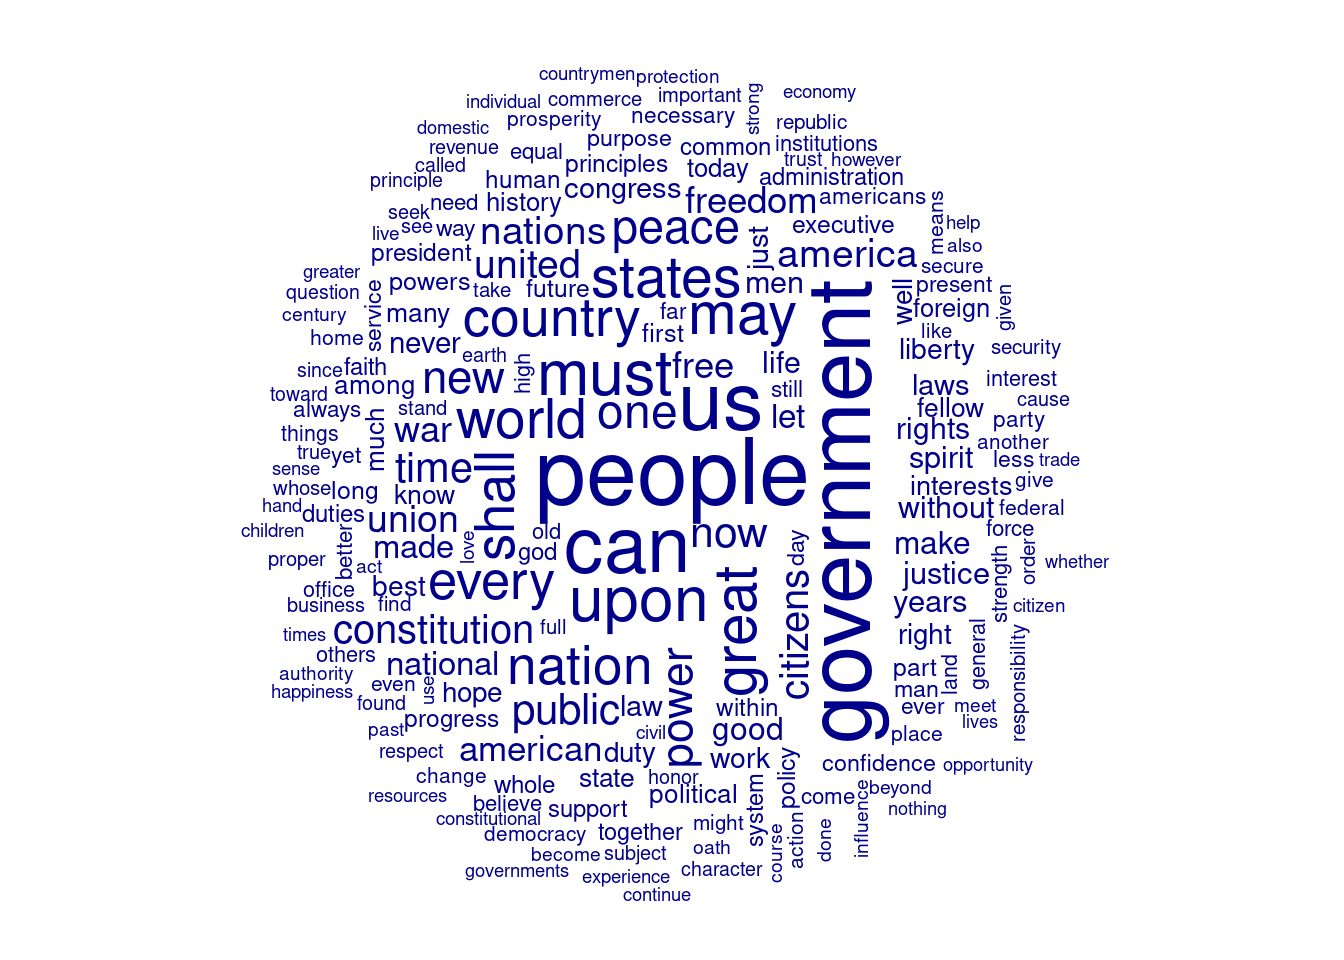 countrymen protection
individual commerce important strong economy
domestic prosperity purpose necessary republic
revenue equal principles common institutions
called today trust however
principle human congress administration
seek need history freedom americans means
live see way nations peace just executive help
president united states america also
greater powers take future men well secure
question service many country may foreign present given
century far like
home never first liberty security
since faith earth high must free life laws interest
toward among new us still fellow cause
always stand world one let rights party
things much war another
true yet time shall people government spirit less trade
sense know interests give
whose long without federal
hand duties union old can now day make force
children better made love god order
proper act every justice strength whether
office best upon great citizens years citizen
business find
times constitution full right general responsibility
others national nation power part land
authority even use hope man
happiness found public law within ever meet
past progress civil good place lives
respect american duty work confidence opportunity
change whole state honor political policy come beyond
resources believe support system nothing
constitutional democracy together might action done influence
become subject oath course
governments experience character
continue